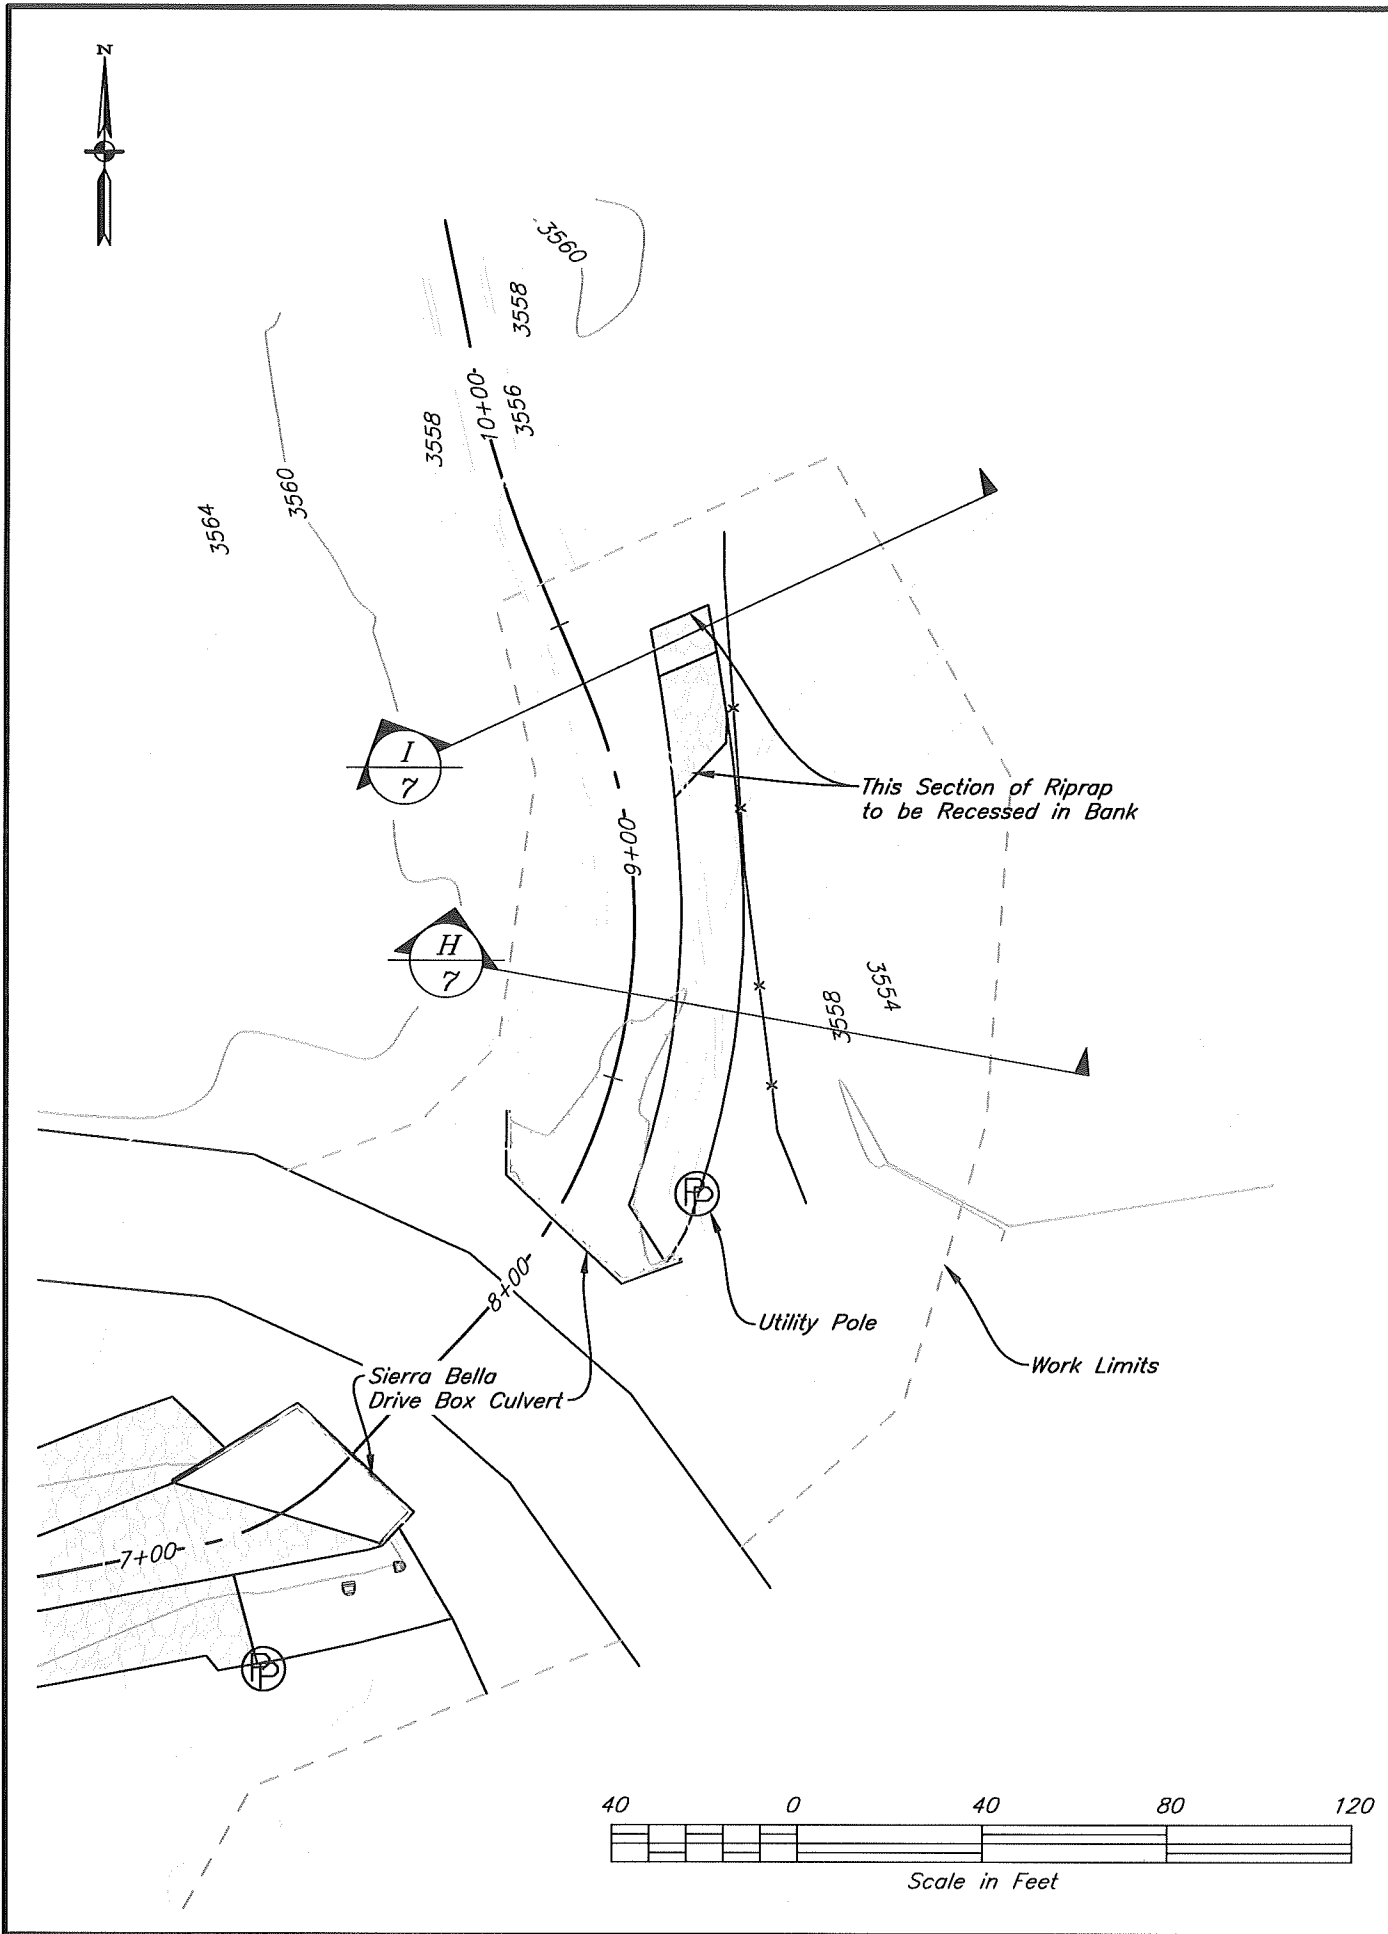 N
3560
3558
10+00
3556
3558
3560
3564
I
7
This Section of Riprap
to be Recessed in Bank
9+00
H
7
3554
3558
PP
8+00
Utility Pole
Work Limits
Sierra Bella
Drive Box Culvert
7+00
PP
40 0 40 80 120
Scale in Feet